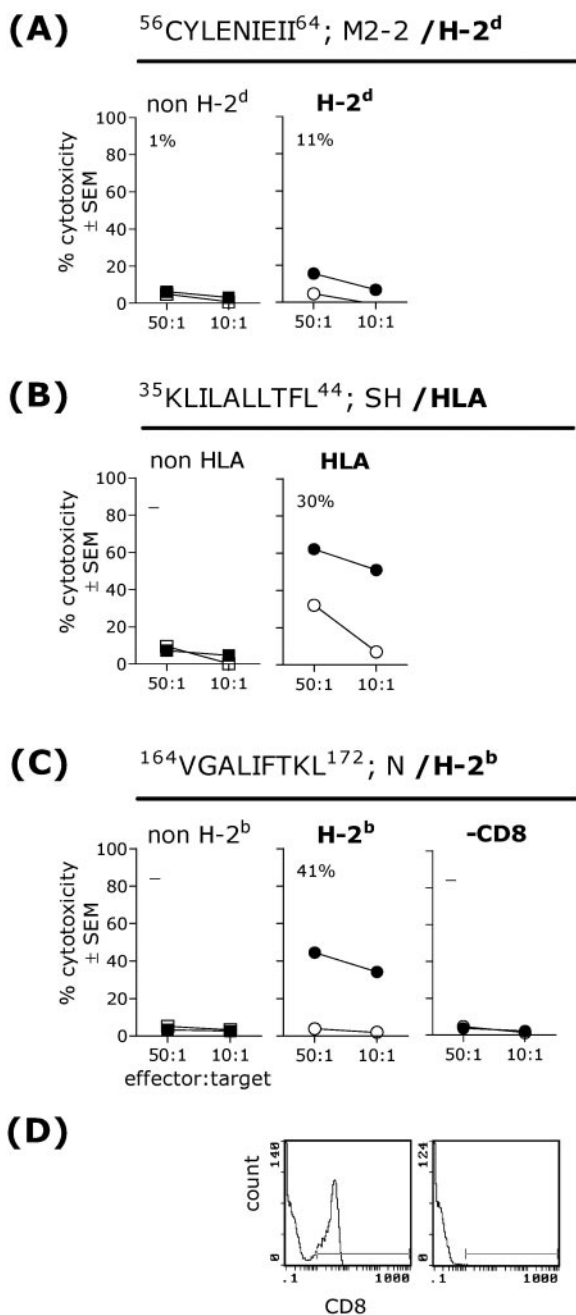 (A) ⁵⁶CYLENIEII⁶⁴; M2-2 /H-2ᵈ
non H-2ᵈ H-2ᵈ
% cytotoxicity ± SEM
100
80
60
40
20
0
1% 11%
50:1 10:1 50:1 10:1
(B) ³⁵KLILALLTFL⁴⁴; SH /HLA
non HLA HLA
% cytotoxicity ± SEM
100
80
60
40
20
0
– 30%
50:1 10:1 50:1 10:1
(C) ¹⁶⁴VGALIFTKL¹⁷²; N /H-2ᵇ
non H-2ᵇ H-2ᵇ -CD8
% cytotoxicity ± SEM
100
80
60
40
20
0
– 41% –
50:1 10:1 50:1 10:1 50:1 10:1
effector:target
(D)
count
140 124
0 0
.1 1000 .1 1000
CD8